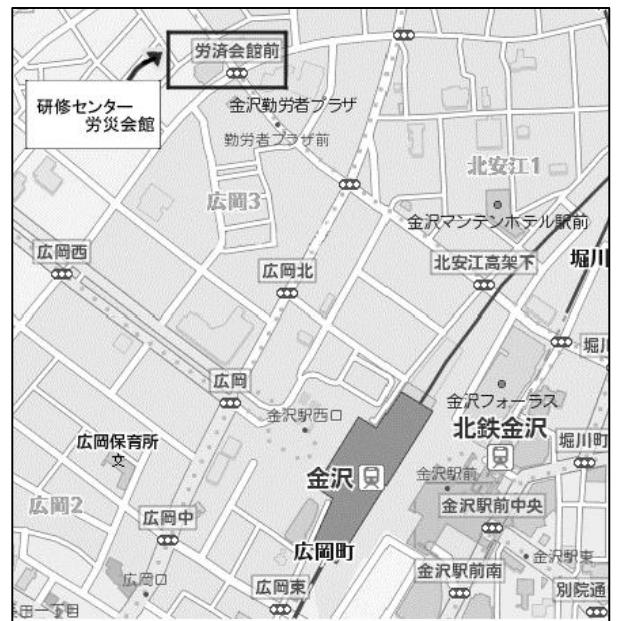 労済会館前
研修センター
労災会館
金沢勤労者プラザ
勤労者プラザ前
北安江1
広岡3
金沢マンテンホテル駅前
広岡西
広岡北
北安江高架下
堀川
堀川
広岡
金沢駅西口
金沢フォーラス
北鉄金沢
広岡保育所
文
堀川町
金沢
金沢駅前
広岡2
金沢駅前中央
広岡中
広岡町
金沢駅東
広岡口
広岡東
金沢駅前南
別院通
長田一丁目